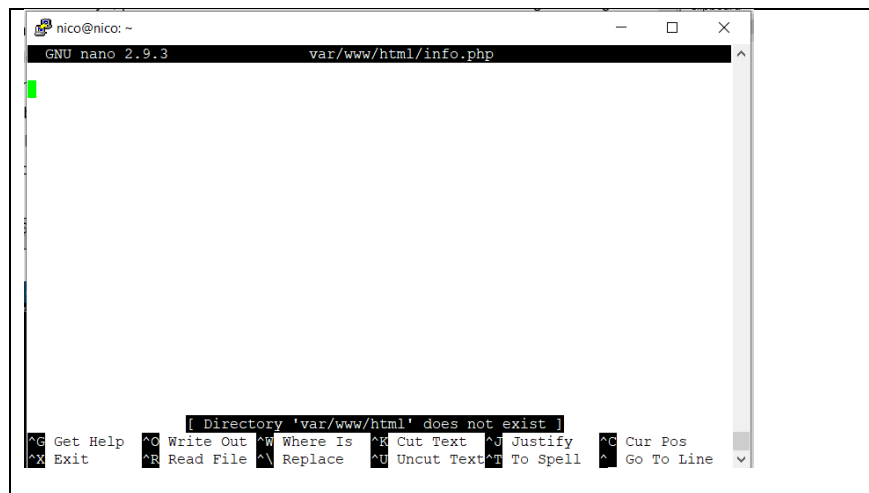 nico@nico: ~
GNU nano 2.9.3 var/www/html/info.php
[ Directory 'var/www/html' does not exist ]
^G Get Help ^O Write Out ^W Where Is ^K Cut Text ^J Justify ^C Cur Pos
^X Exit ^R Read File ^\ Replace ^U Uncut Text ^T To Spell ^_ Go To Line